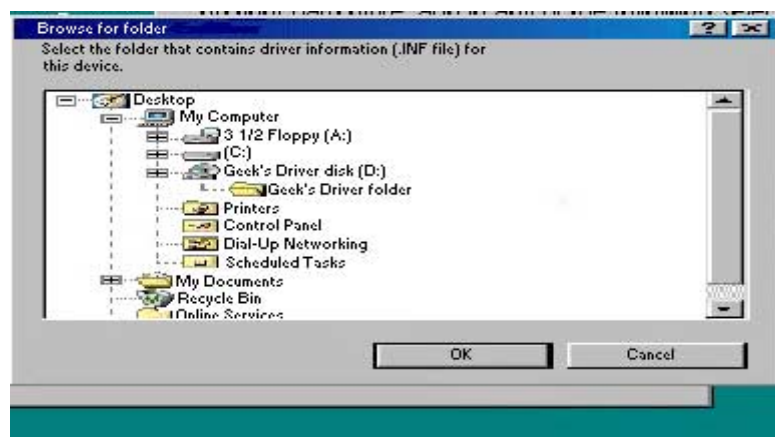 Browse for folder
Select the folder that contains driver information (.INF file) for
this device.
Desktop
My Computer
3 1/2 Floppy (A:)
(C:)
Geek's Driver disk (D:)
Geek's Driver folder
Printers
Control Panel
Dial-Up Networking
Scheduled Tasks
My Documents
Recycle Bin
Online Services
OK
Cancel